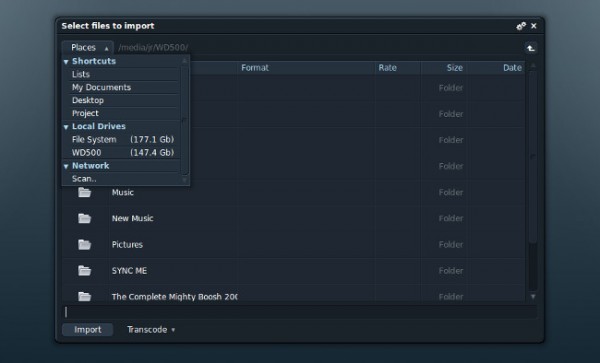 Select files to import
Places /media/jr/WD500/
Format Rate Size Date
Shortcuts
Lists
My Documents
Desktop
Project
Local Drives
File System (177.1 Gb)
WD500 (147.4 Gb)
Network
Scan..
Folder
Folder
Folder
Folder
Music Folder
New Music Folder
Pictures Folder
SYNC ME Folder
The Complete Mighty Boosh 200 Folder
Import Transcode